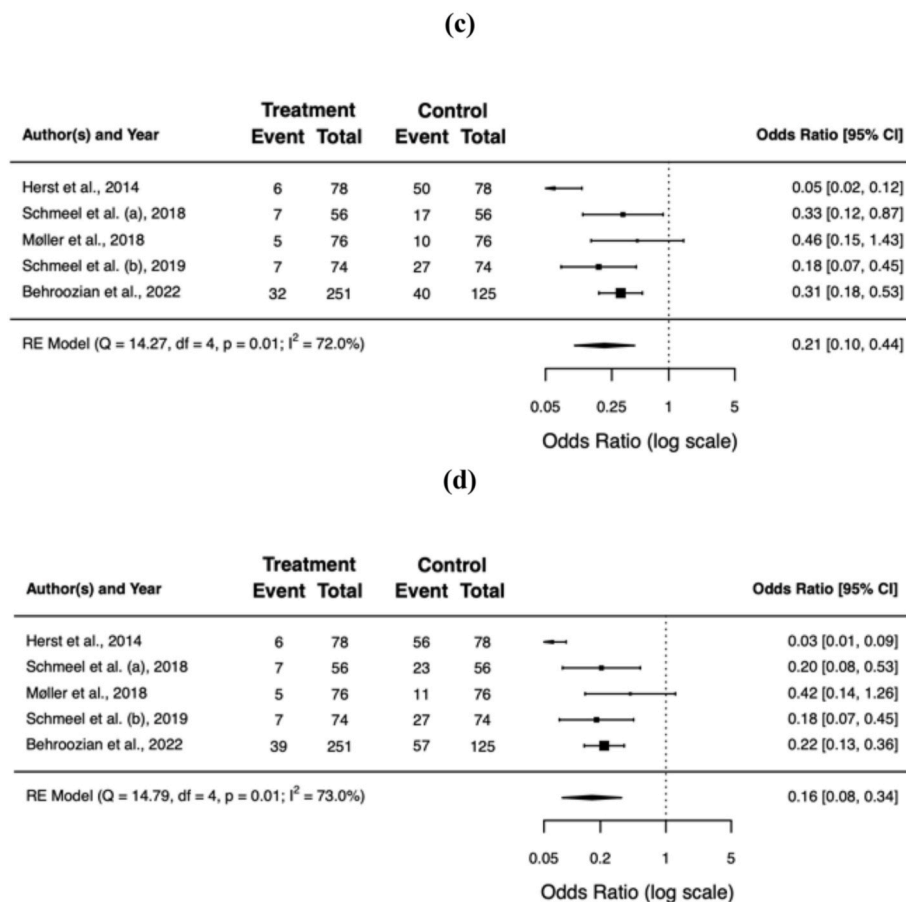 (c)
Treatment Control
Author(s) and Year Event Total Event Total Odds Ratio [95% CI]
Herst et al., 2014 6 78 50 78 0.05 [0.02, 0.12]
Schmeel et al. (a), 2018 7 56 17 56 0.33 [0.12, 0.87]
Møller et al., 2018 5 76 10 76 0.46 [0.15, 1.43]
Schmeel et al. (b), 2019 7 74 27 74 0.18 [0.07, 0.45]
Behroozian et al., 2022 32 251 40 125 0.31 [0.18, 0.53]
RE Model (Q = 14.27, df = 4, p = 0.01; I² = 72.0%) 0.21 [0.10, 0.44]
0.05 0.25 1 5
Odds Ratio (log scale)
(d)
Treatment Control
Author(s) and Year Event Total Event Total Odds Ratio [95% CI]
Herst et al., 2014 6 78 56 78 0.03 [0.01, 0.09]
Schmeel et al. (a), 2018 7 56 23 56 0.20 [0.08, 0.53]
Møller et al., 2018 5 76 11 76 0.42 [0.14, 1.26]
Schmeel et al. (b), 2019 7 74 27 74 0.18 [0.07, 0.45]
Behroozian et al., 2022 39 251 57 125 0.22 [0.13, 0.36]
RE Model (Q = 14.79, df = 4, p = 0.01; I² = 73.0%) 0.16 [0.08, 0.34]
0.05 0.2 1 5
Odds Ratio (log scale)